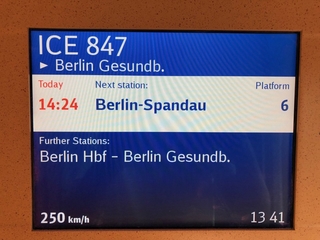 ICE 847
► Berlin Gesundb.
Today Next station: Platform
14:24 Berlin-Spandau 6
Further Stations:
Berlin Hbf – Berlin Gesundb.
250 km/h 13 41